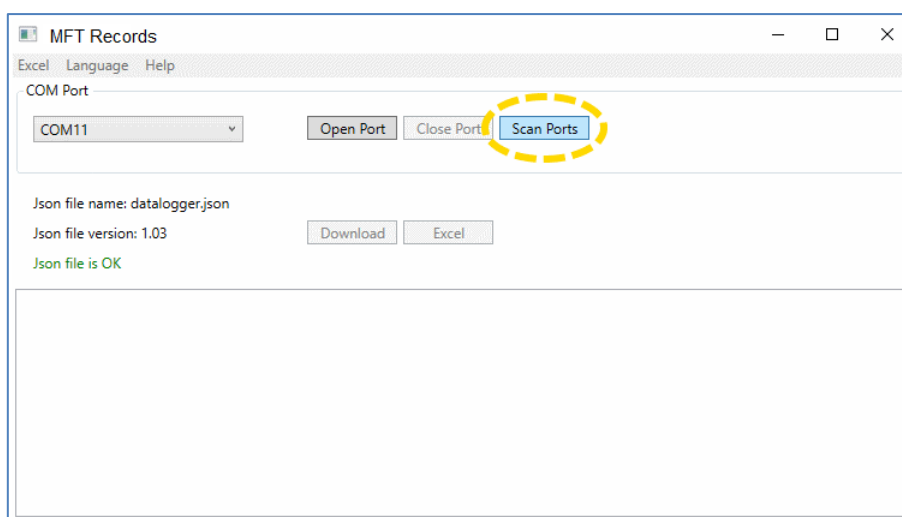 MFT Records
Excel Language Help
COM Port
COM11 Open Port Close Port Scan Ports
Json file name: datalogger.json
Json file version: 1.03 Download Excel
Json file is OK